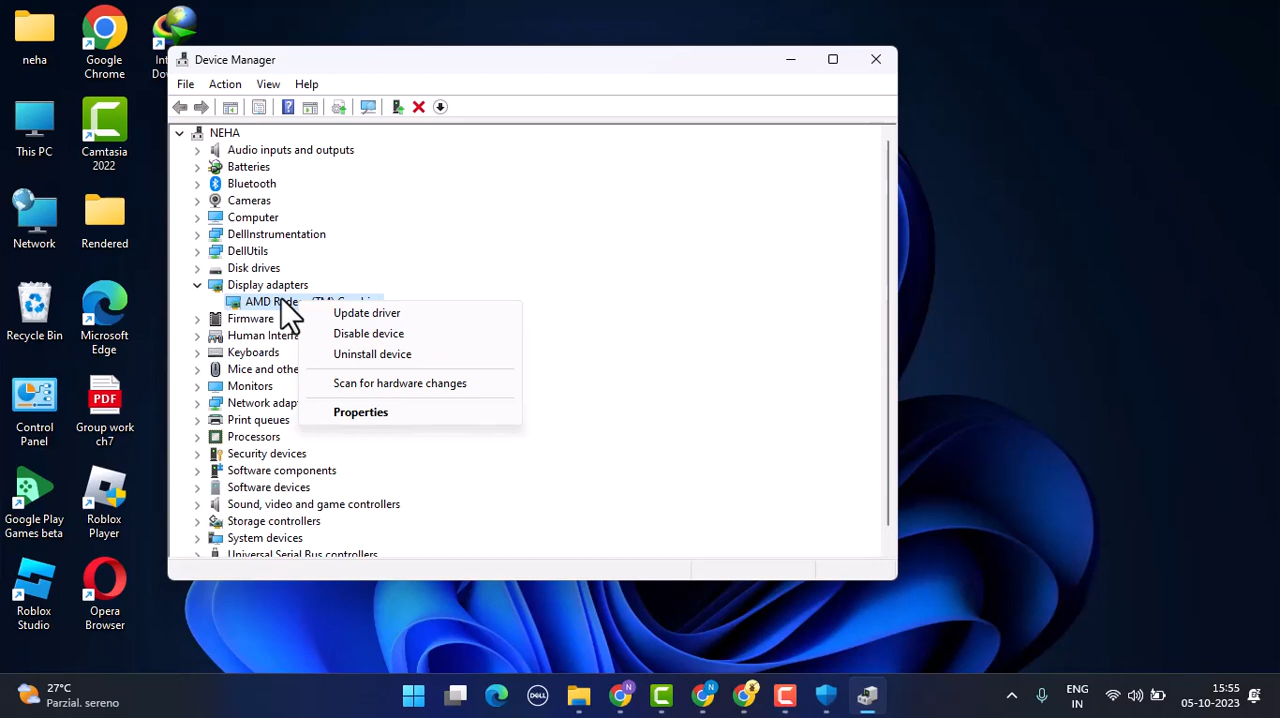 neha
Google
Chrome
Int
Dov
This PC
Camtasia
2022
Network
Rendered
Recycle Bin
Microsoft
Edge
Control
Panel
PDF
Group work
ch7
Google Play
Games beta
Roblox
Player
Roblox
Studio
Opera
Browser
Device Manager
File Action View Help
NEHA
Audio inputs and outputs
Batteries
Bluetooth
Cameras
Computer
DellInstrumentation
DellUtils
Disk drives
Display adapters
AMD
Firmware
Human
Keyboards
Mice and othe
Monitors
Network adap
Print queues
Processors
Security devices
Software components
Software devices
Sound, video and game controllers
Storage controllers
System devices
Universal Serial Bus controllers
Update driver
Disable device
Uninstall device
Scan for hardware changes
Properties
27°C
Parzial. sereno
DELL
N
N
ENG
IN
15:55
05-10-2023